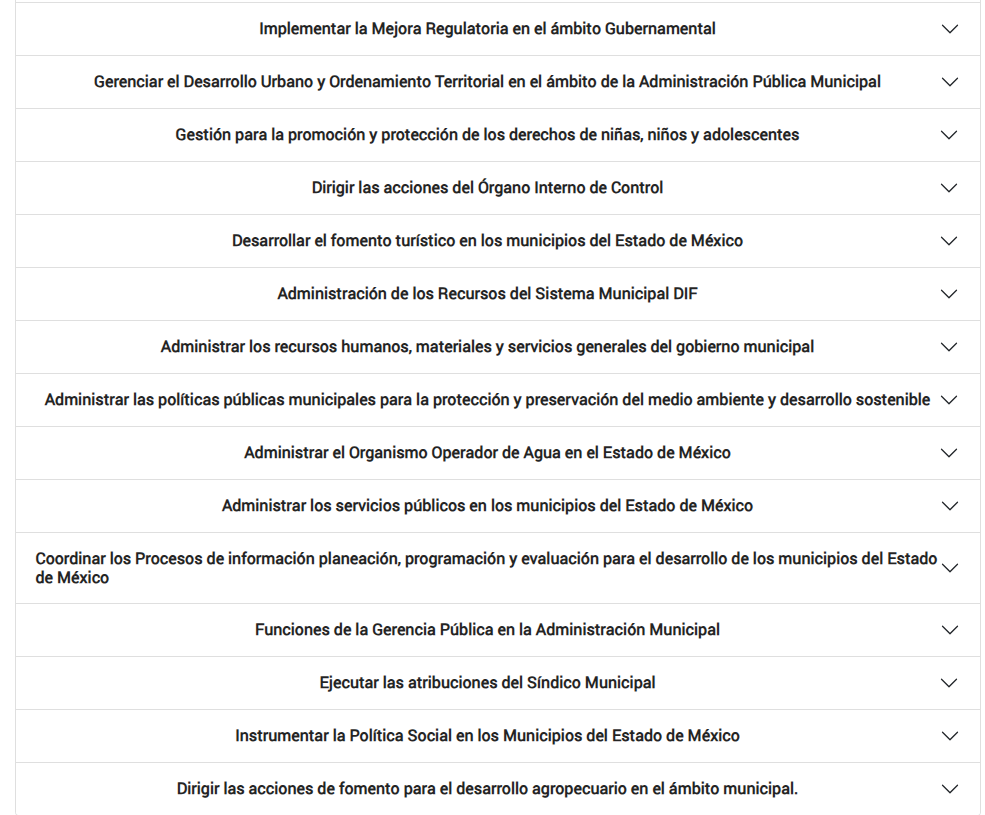 Implementar la Mejora Regulatoria en el ámbito Gubernamental
Gerenciar el Desarrollo Urbano y Ordenamiento Territorial en el ámbito de la Administración Pública Municipal
Gestión para la promoción y protección de los derechos de niñas, niños y adolescentes
Dirigir las acciones del Órgano Interno de Control
Desarrollar el fomento turístico en los municipios del Estado de México
Administración de los Recursos del Sistema Municipal DIF
Administrar los recursos humanos, materiales y servicios generales del gobierno municipal
Administrar las políticas públicas municipales para la protección y preservación del medio ambiente y desarrollo sostenible
Administrar el Organismo Operador de Agua en el Estado de México
Administrar los servicios públicos en los municipios del Estado de México
Coordinar los Procesos de información planeación, programación y evaluación para el desarrollo de los municipios del Estado
de México
Funciones de la Gerencia Pública en la Administración Municipal
Ejecutar las atribuciones del Síndico Municipal
Instrumentar la Política Social en los Municipios del Estado de México
Dirigir las acciones de fomento para el desarrollo agropecuario en el ámbito municipal.